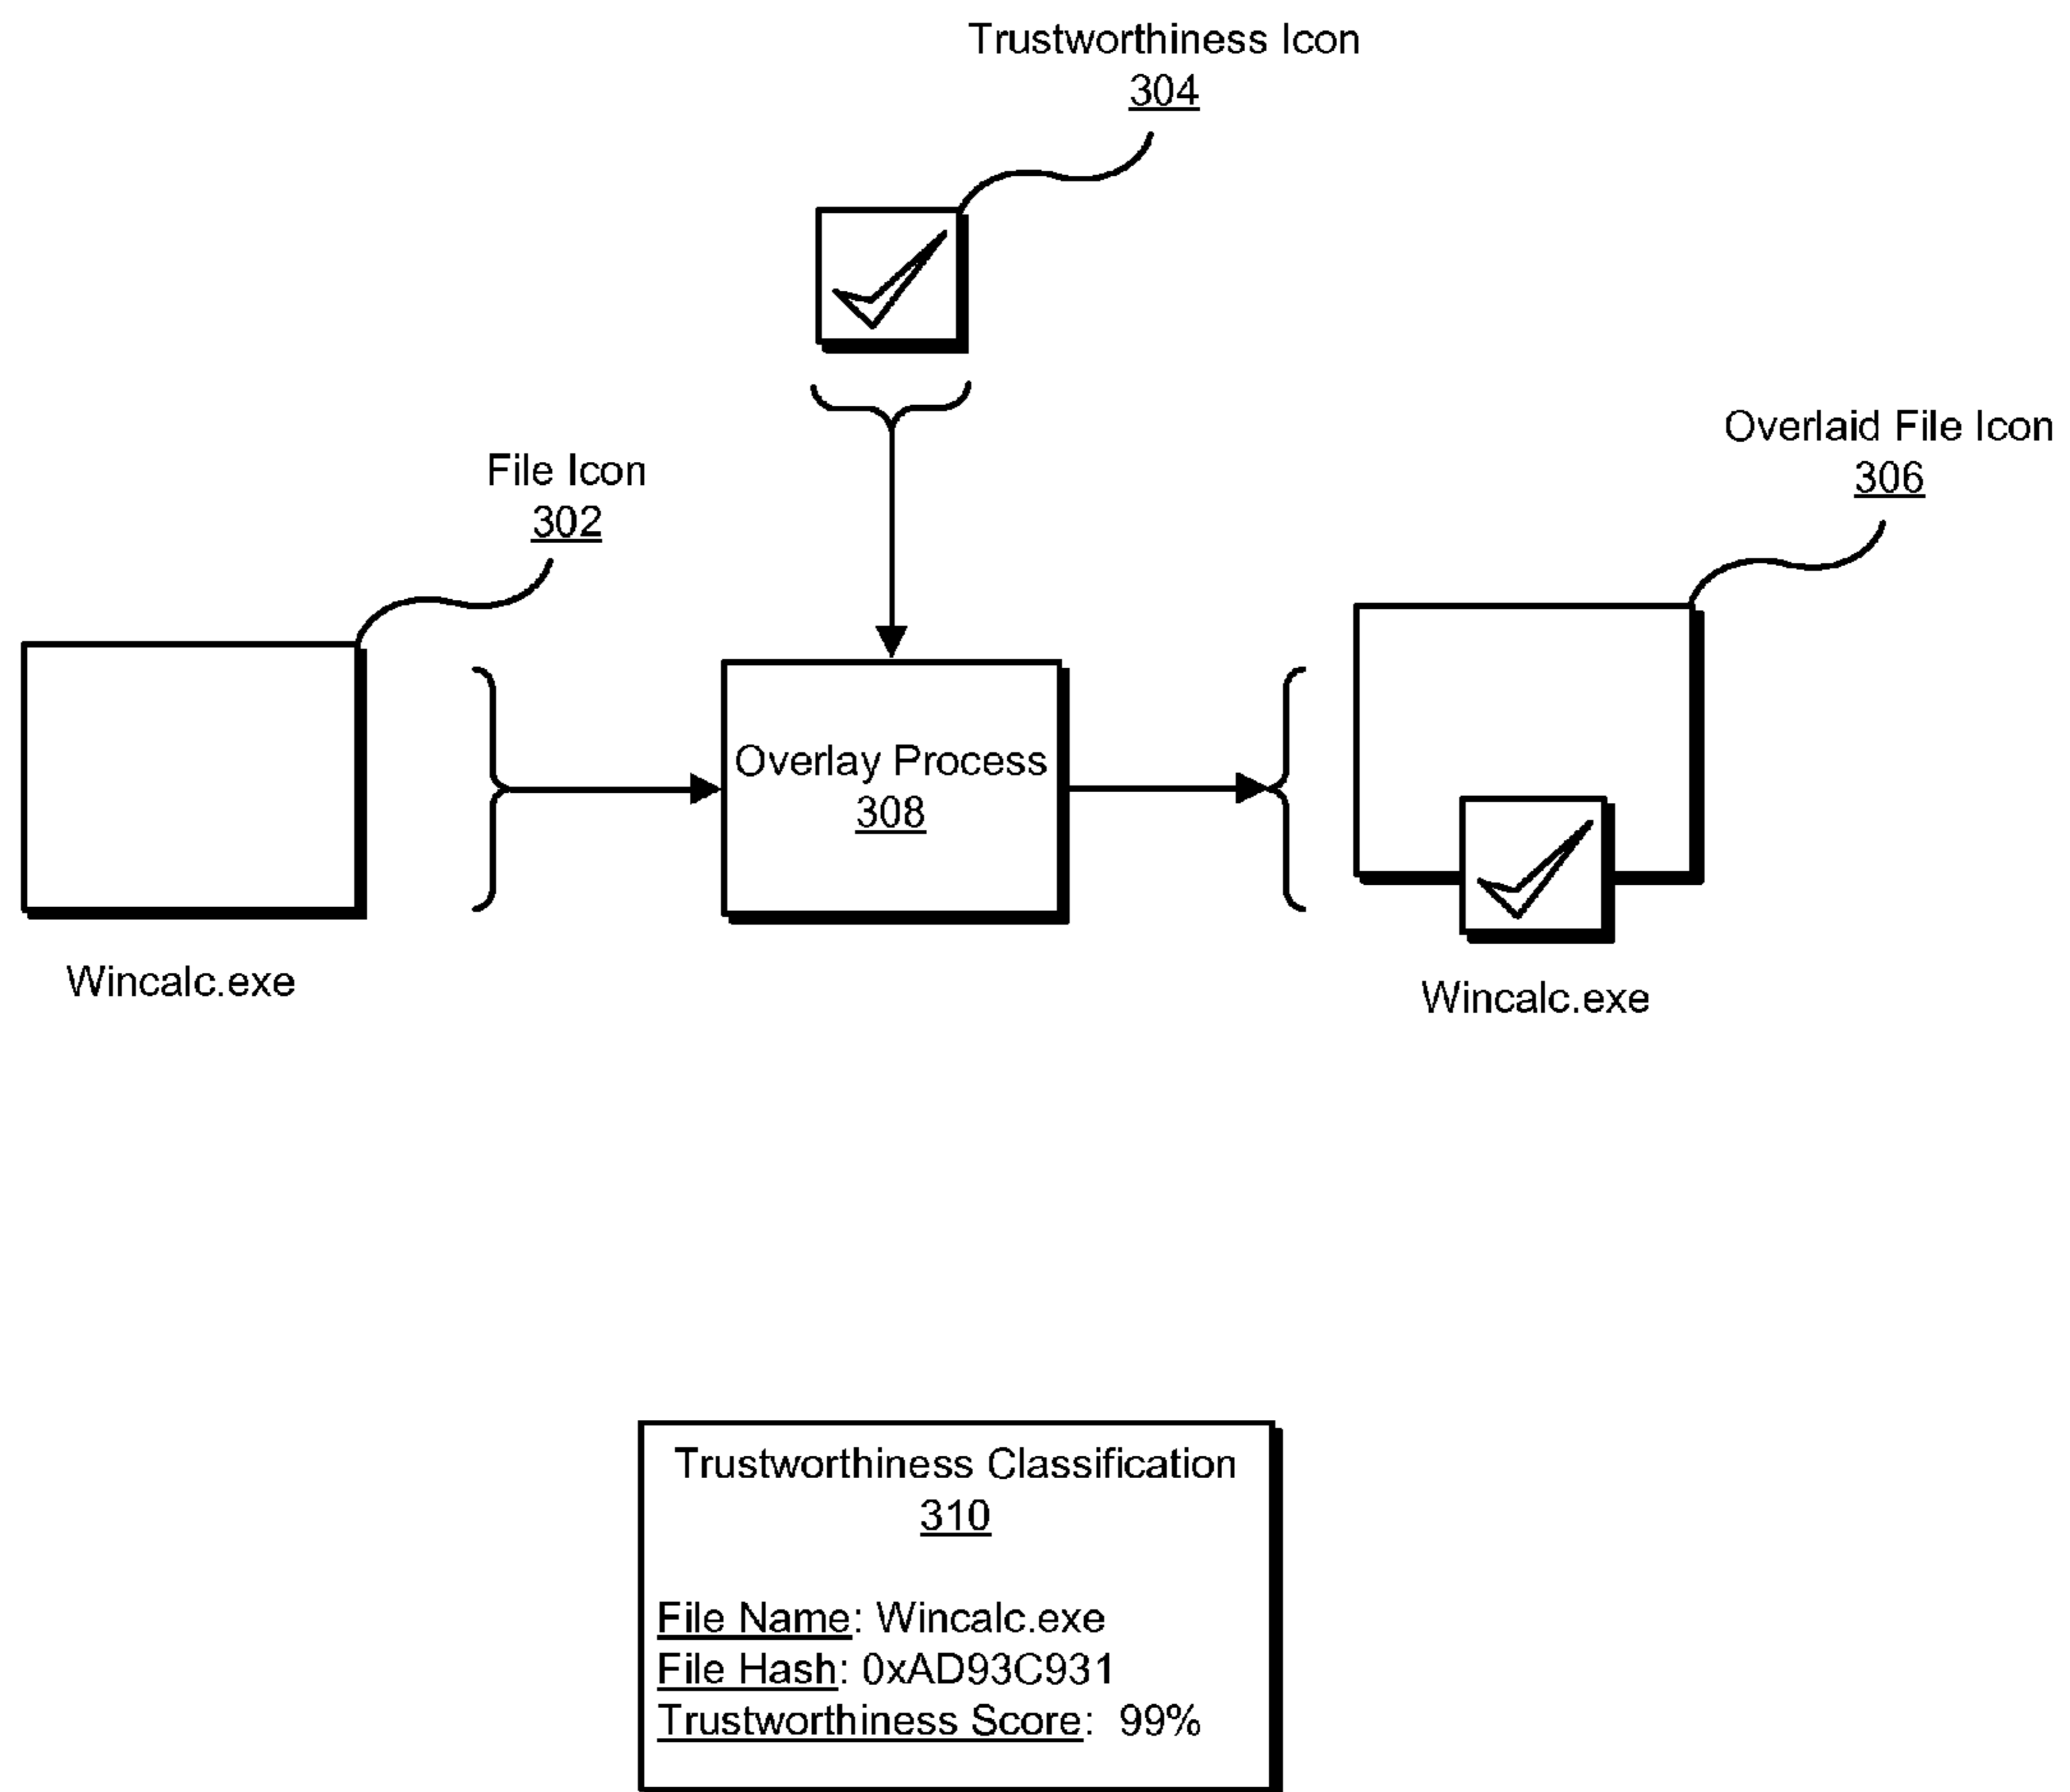 Trustworthiness Icon
304
File Icon
302
Overlaid File Icon
306
Overlay Process
308
Wincalc.exe
Wincalc.exe
Trustworthiness Classification
310
File Name: Wincalc.exe
File Hash: 0xAD93C931
Trustworthiness Score: 99%